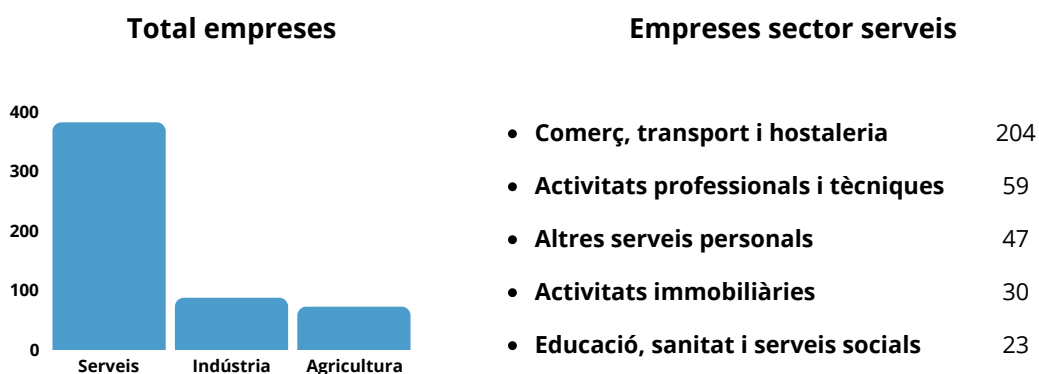 Total empreses
400
300
200
100
0
Serveis
Indústria
Agricultura
Empreses sector serveis
Comerç, transport i hostaleria 204
Activitats professionals i tècniques 59
Altres serveis personals 47
Activitats immobiliàries 30
Educació, sanitat i serveis socials 23